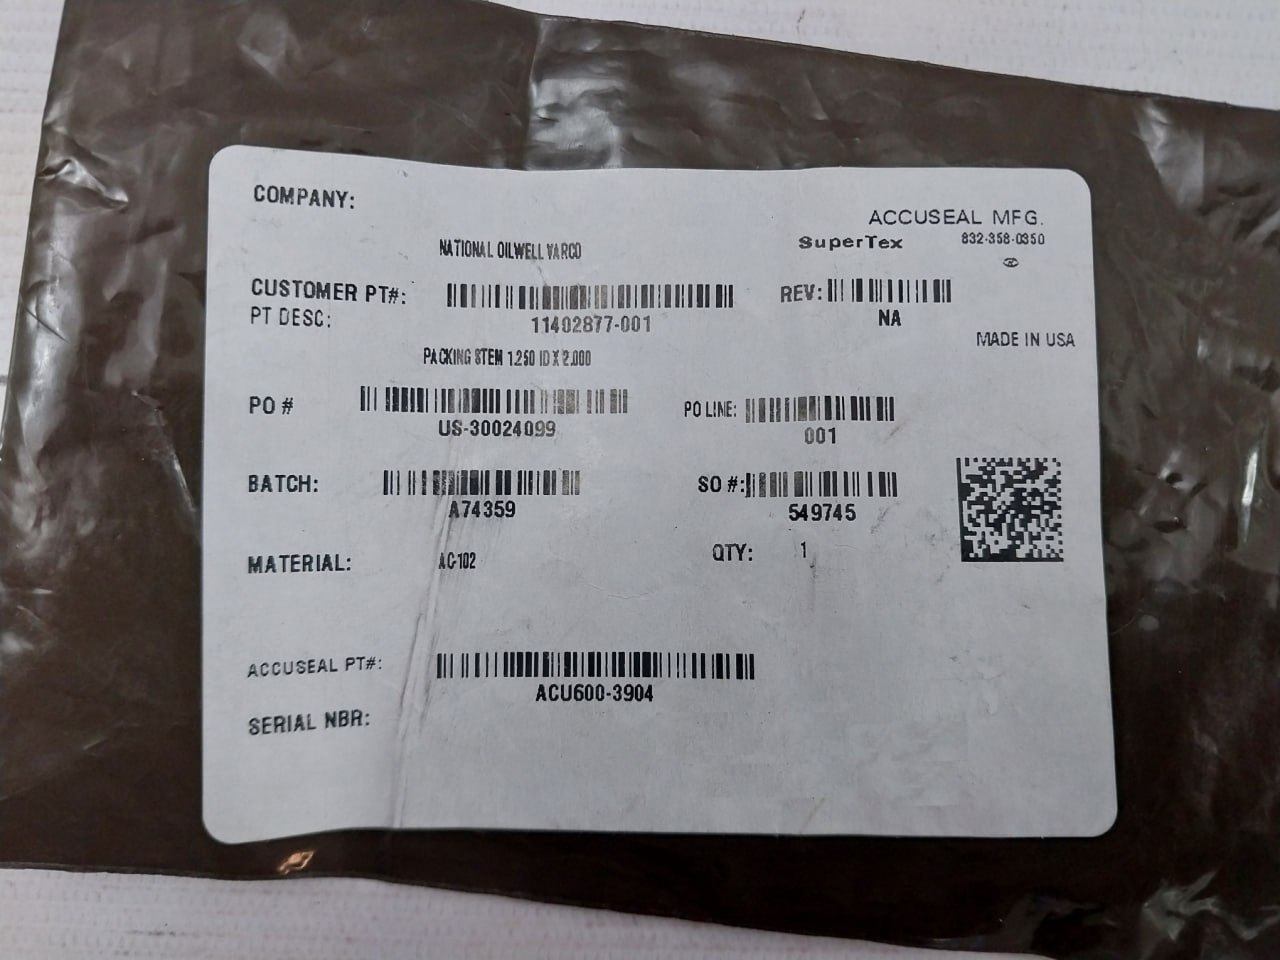 COMPANY:
ACCUSEAL MFG.
SuperTex 832-358-0350
NATIONAL OILWELL VARCO
CUSTOMER PT#: REV:
11402877-001 NA
PT DESC:
MADE IN USA
PACKING STEM 1.250 ID X 2.000
PO # PO LINE:
US-30024099 001
BATCH: SO #:
A74359 549745
MATERIAL: AC-102 QTY: 1
ACCUSEAL PT#:
ACU600-3904
SERIAL NBR: